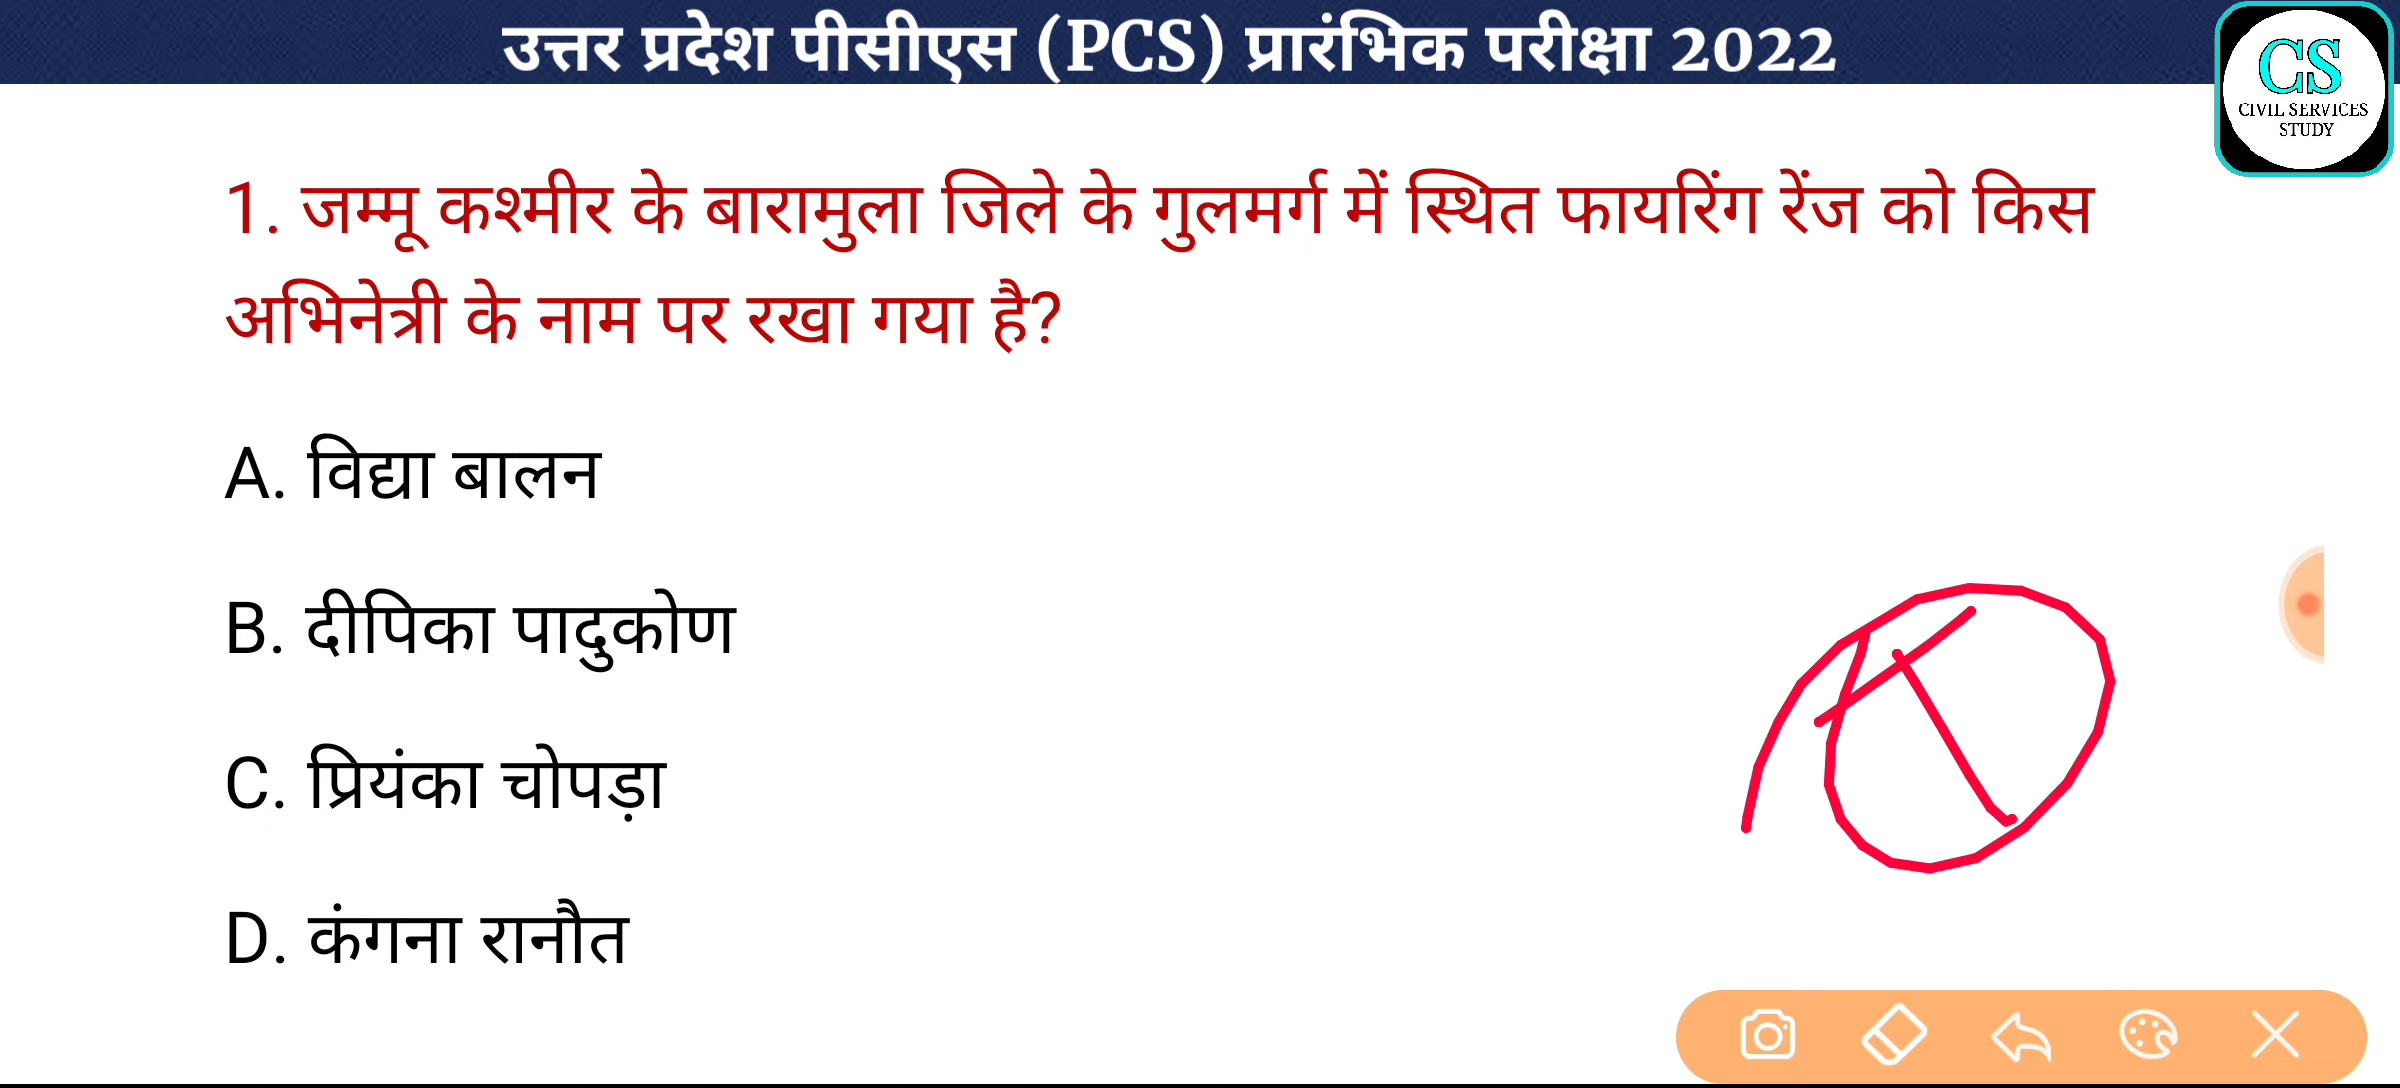 उत्तर प्रदेश पीसीएस (PCS) प्रारंभिक परीक्षा 2022
CS
CIVIL SERVICES
STUDY
1. जम्मू कश्मीर के बारामुला जिले के गुलमर्ग में स्थित फायरिंग रेंज को किस
अभिनेत्री के नाम पर रखा गया है?
A. विद्या बालन
B. दीपिका पादुकोण
C. प्रियंका चोपड़ा
D. कंगना रानौत